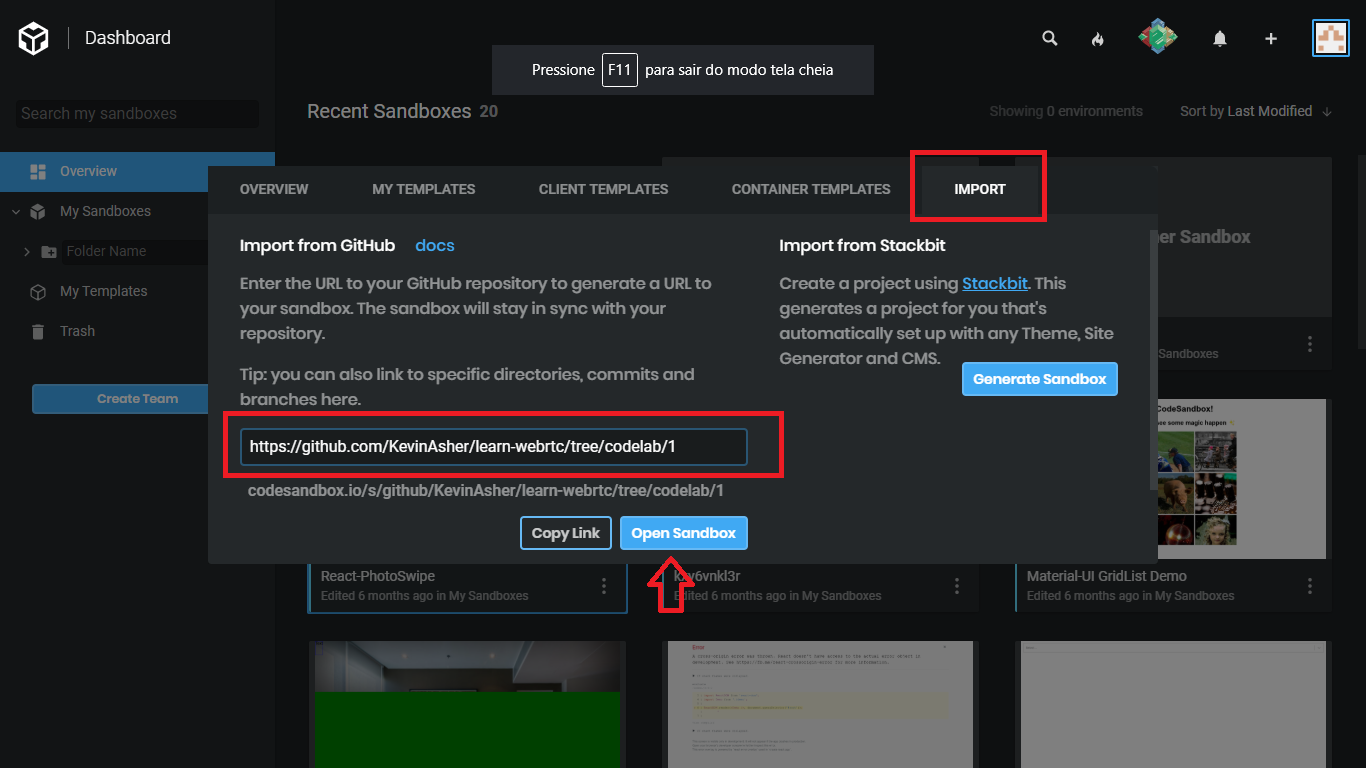 Dashboard
Pressione F11 para sair do modo tela cheia
Search my sandboxes
Recent Sandboxes 20
Showing 0 environments
Sort by Last Modified
Overview
My Sandboxes
Folder Name
My Templates
Trash
Create Team
OVERVIEW
MY TEMPLATES
CLIENT TEMPLATES
CONTAINER TEMPLATES
IMPORT
Import from GitHub docs
Enter the URL to your GitHub repository to generate a URL to
your sandbox. The sandbox will stay in sync with your
repository.
Tip: you can also link to specific directories, commits and
branches here.
https://github.com/KevinAsher/learn-webrtc/tree/codelab/1
codesandbox.io/s/github/KevinAsher/learn-webrtc/tree/codelab/1
Copy Link
Open Sandbox
Import from Stackbit
Create a project using Stackbit. This
generates a project for you that's
automatically set up with any Theme, Site
Generator and CMS.
Generate Sandbox
er Sandbox
Sandboxes
CodeSandbox!
see some magic happen
React-PhotoSwipe
Edited 6 months ago in My Sandboxes
6vnkl3r
Edited 6 months ago in My Sandboxes
Material-UI GridList Demo
Edited 6 months ago in My Sandboxes
Error